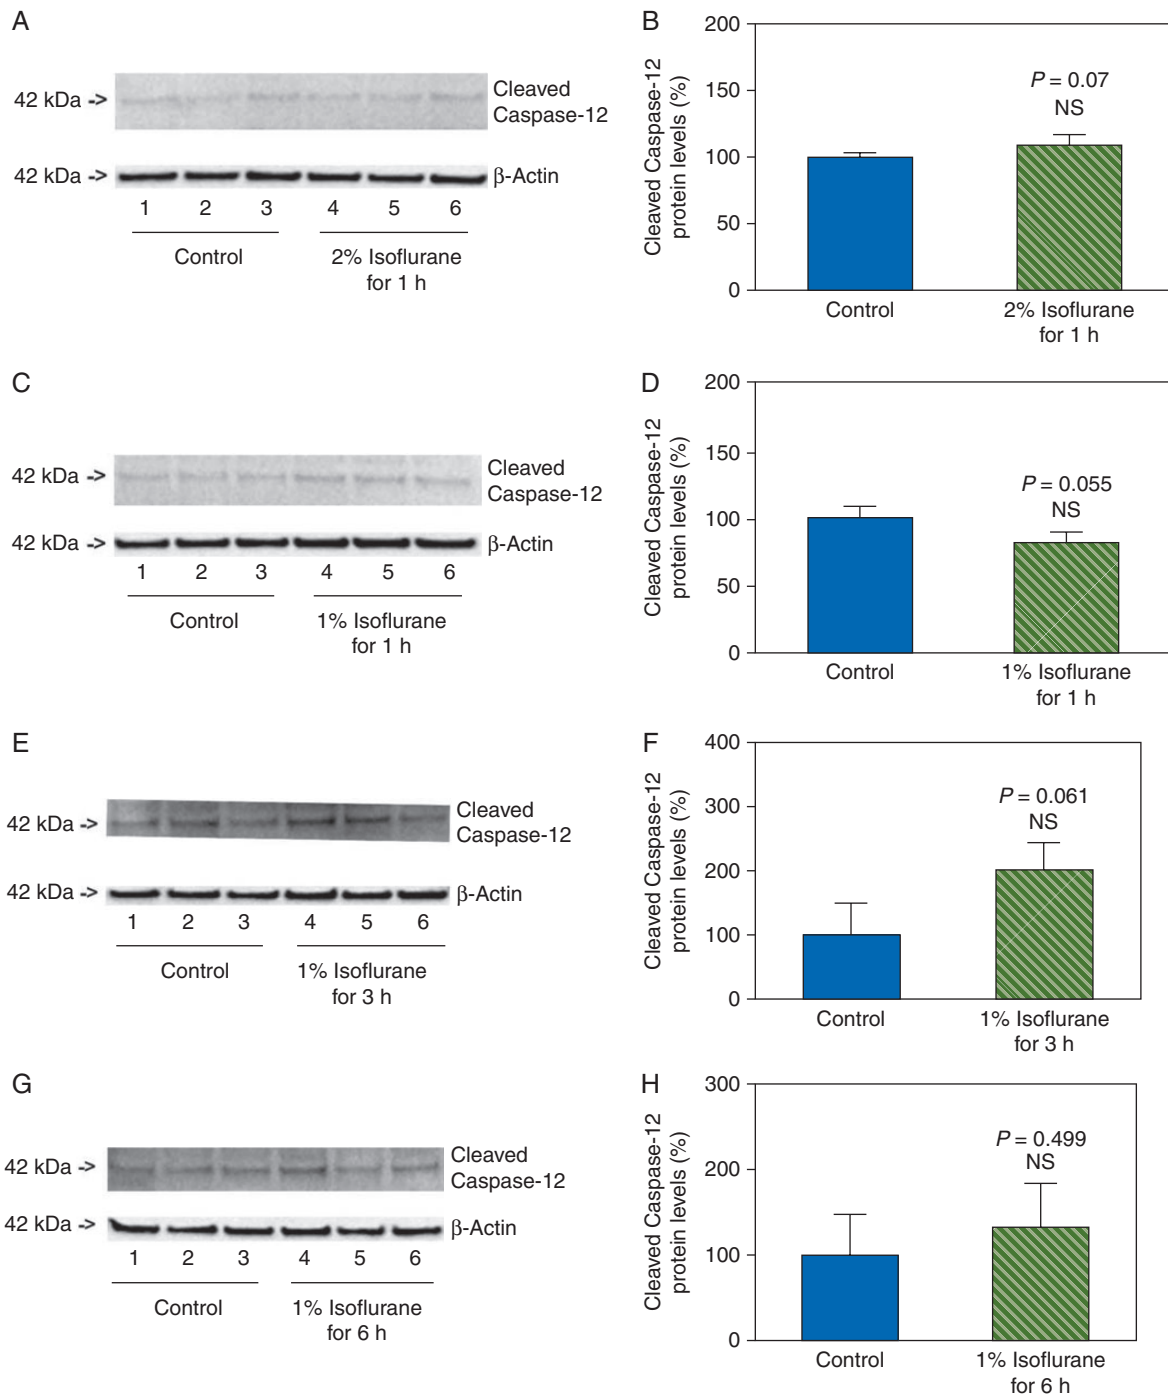 A
42 kDa ->
Cleaved
Caspase-12
42 kDa ->
β-Actin
1 2 3 4 5 6
Control
2% Isoflurane
for 1 h
B
Cleaved Caspase-12
protein levels (%)
200
150
100
50
0
P = 0.07
NS
Control
2% Isoflurane
for 1 h
C
42 kDa ->
Cleaved
Caspase-12
42 kDa ->
β-Actin
1 2 3 4 5 6
Control
1% Isoflurane
for 1 h
D
Cleaved Caspase-12
protein levels (%)
200
150
100
50
0
P = 0.055
NS
Control
1% Isoflurane
for 1 h
E
42 kDa ->
Cleaved
Caspase-12
42 kDa ->
β-Actin
1 2 3 4 5 6
Control
1% Isoflurane
for 3 h
F
Cleaved Caspase-12
protein levels (%)
400
300
200
100
0
P = 0.061
NS
Control
1% Isoflurane
for 3 h
G
42 kDa ->
Cleaved
Caspase-12
42 kDa ->
β-Actin
1 2 3 4 5 6
Control
1% Isoflurane
for 6 h
H
Cleaved Caspase-12
protein levels (%)
300
200
100
0
P = 0.499
NS
Control
1% Isoflurane
for 6 h